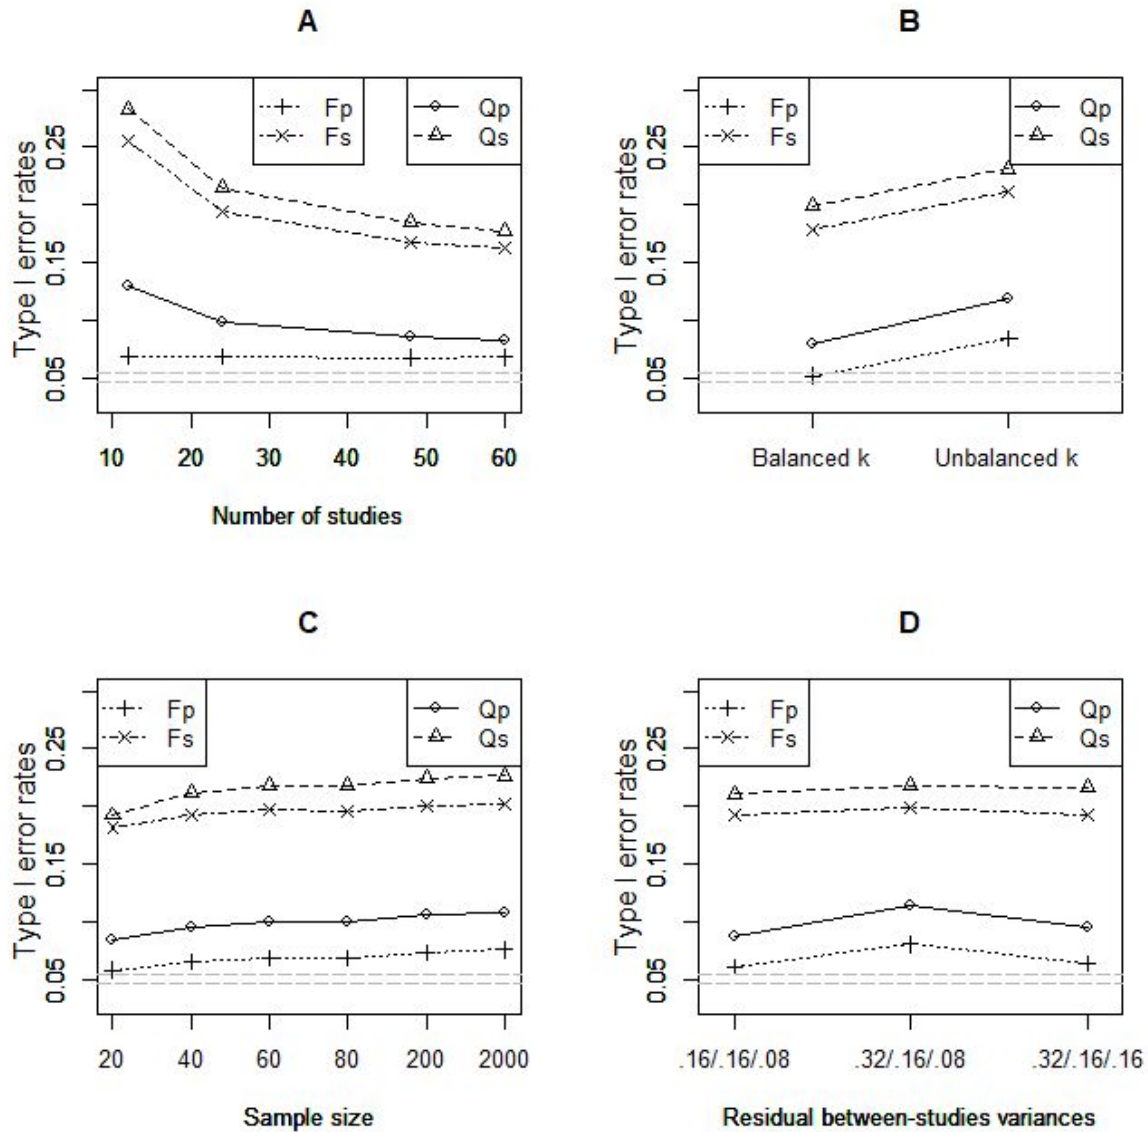 A
Type I error rates
0.05 0.15 0.25
Fp
Fs
Qp
Qs
10 20 30 40 50 60
Number of studies
B
Type I error rates
0.05 0.15 0.25
Fp
Fs
Qp
Qs
Balanced k Unbalanced k
C
Type I error rates
0.05 0.15 0.25
Fp
Fs
Qp
Qs
20 40 60 80 200 2000
Sample size
D
Type I error rates
0.05 0.15 0.25
Fp
Fs
Qp
Qs
.16/.16/.08 .32/.16/.08 .32/.16/.16
Residual between-studies variances